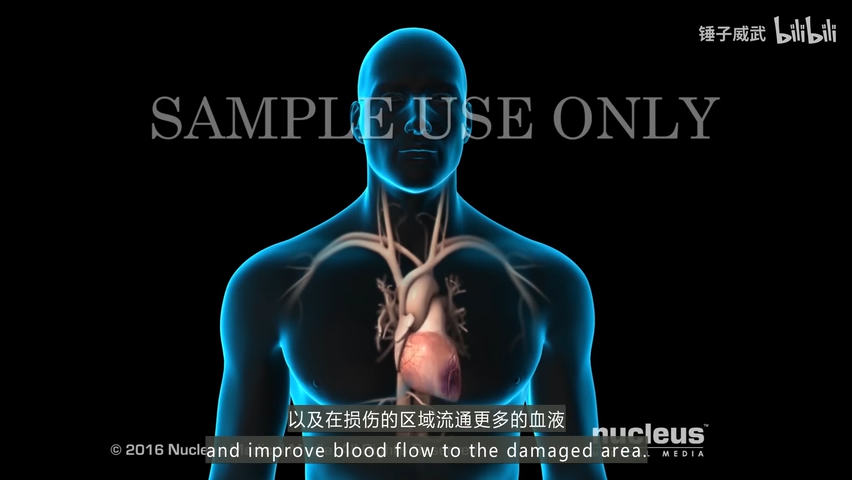 锤子威武 bilibili
SAMPLE USE ONLY
以及在损伤的区域流通更多的血液
nucleus™
© 2016 Nucle
MEDIA
and improve blood flow to the damaged area.